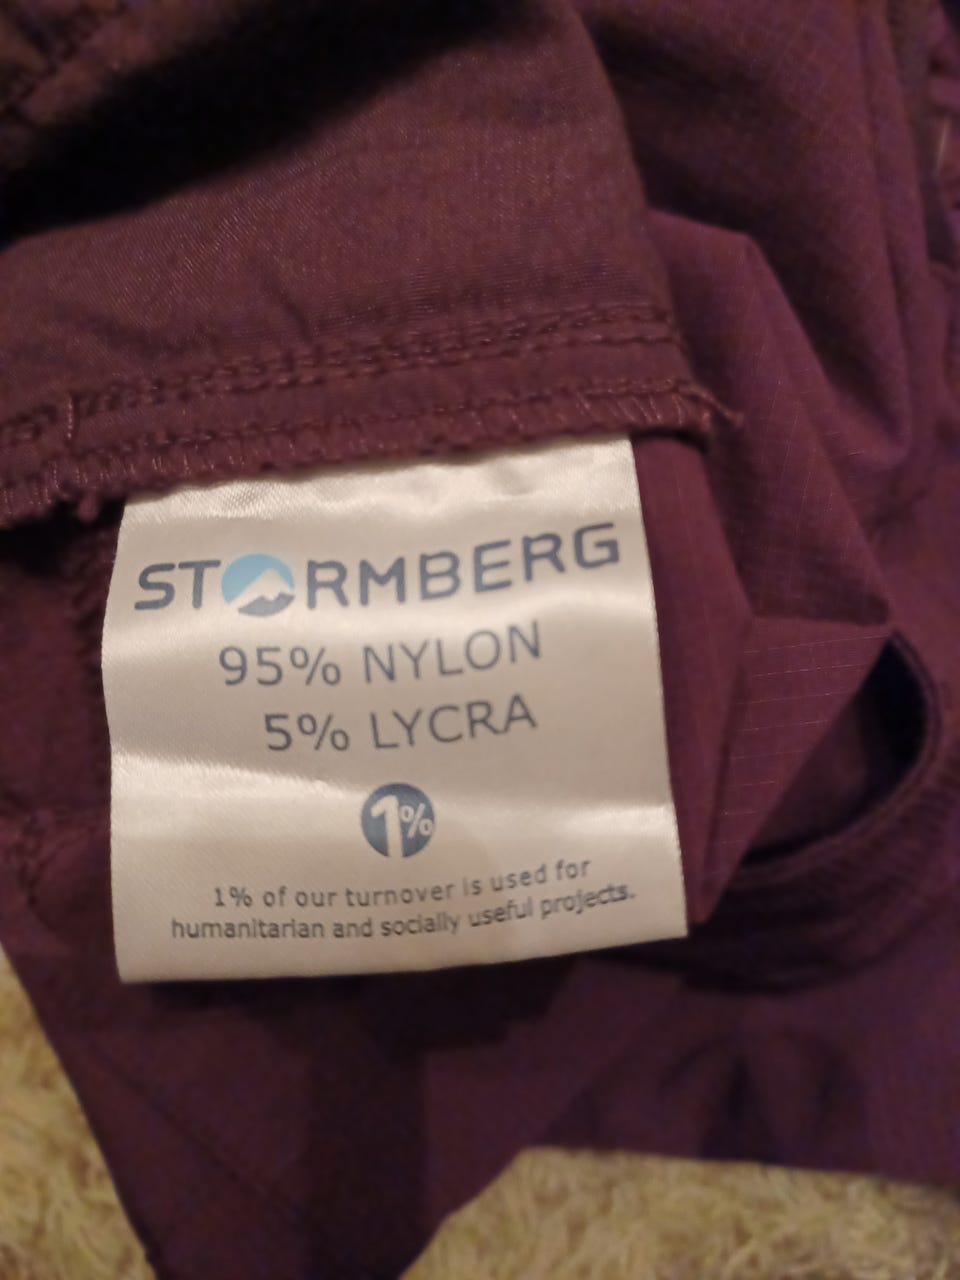 STORMBERG
95% NYLON
5% LYCRA
1%
1% of our turnover is used for
humanitarian and socially useful projects.